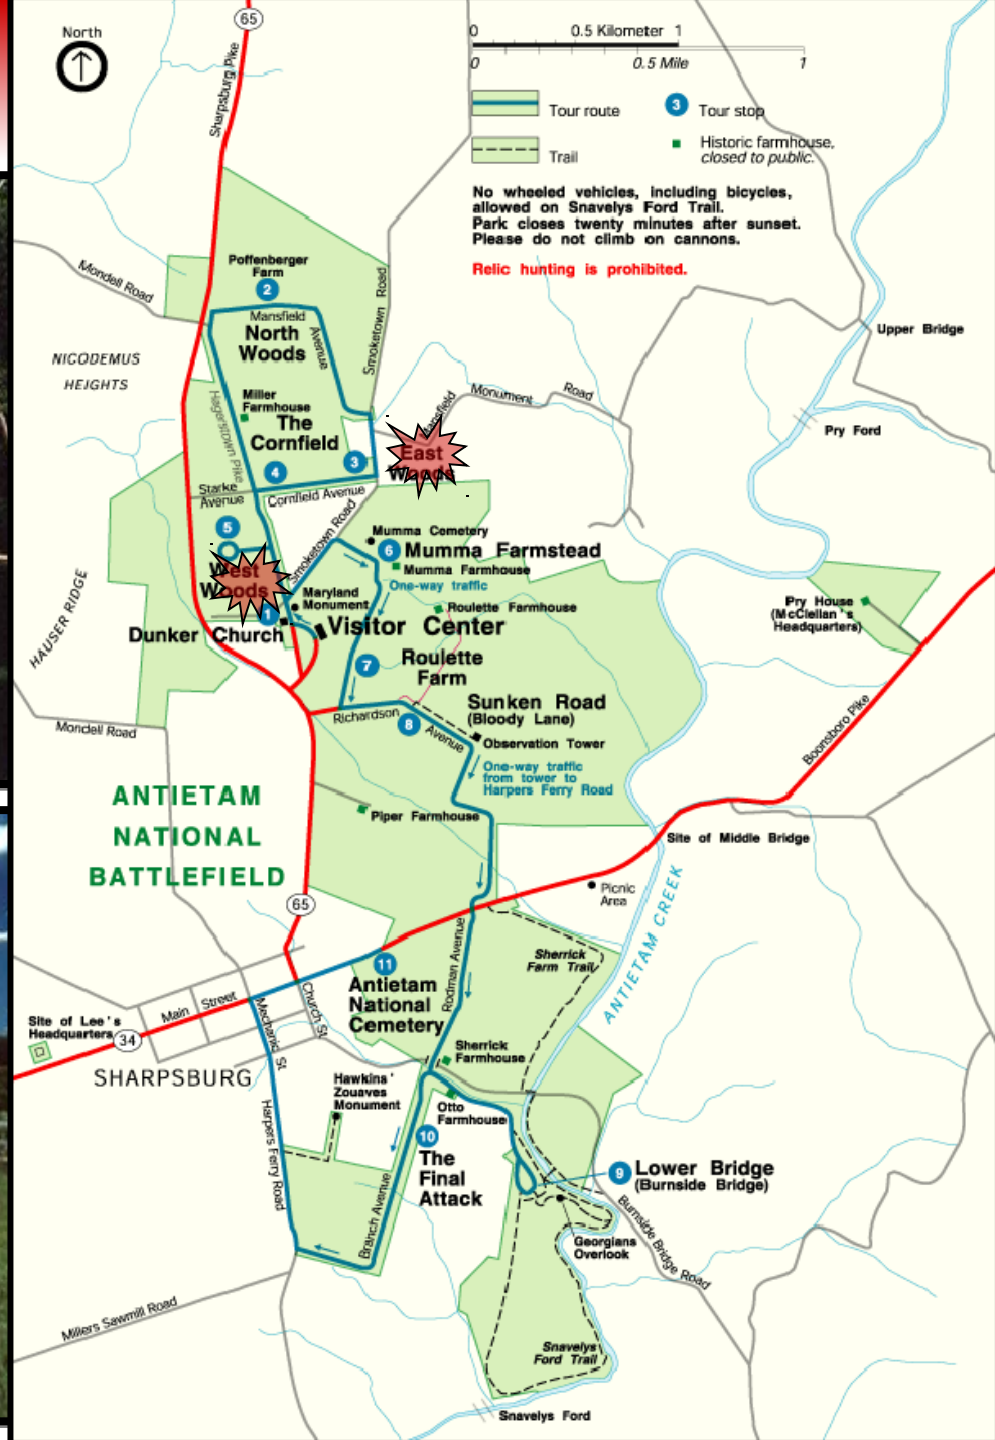 65
North
0 0.5 Kilometer 1
0 0.5 Mile 1
Sharpsburg Pike
Tour route
3 Tour stop
Trail
Historic farmhouse,
closed to public.
No wheeled vehicles, including bicycles,
allowed on Snavelys Ford Trail.
Park closes twenty minutes after sunset.
Please do not climb on cannons.
Relic hunting is prohibited.
Mondell Road
Poffenberger
Farm
2
Mansfield
Avenue
North
Woods
Smoketown Road
Upper Bridge
NICODEMUS
HEIGHTS
Miller
Farmhouse
Hagerstown Pike
The
Cornfield
Mansfield
Monument Road
Pry Ford
East
Woods
3
4
Starke
Avenue
Cornfield Avenue
5
Smoketown Road
Mumma Cemetery
6 Mumma Farmstead
Mumma Farmhouse
One-way traffic
West
Woods
Maryland
Monument
Roulette Farmhouse
Pry House
(McClellan's
Headquarters)
HAUSER RIDGE
1
Dunker Church
Visitor Center
7
Roulette
Farm
Sunken Road
(Bloody Lane)
Richardson
Avenue
8
Observation Tower
Mondell Road
Boonsboro Pike
One-way traffic
from tower to
Harpers Ferry Road
ANTIETAM
NATIONAL
BATTLEFIELD
Piper Farmhouse
Site of Middle Bridge
65
Picnic
Area
ANTIETAM CREEK
Rodman Avenue
Sherrick
Farm Trail
11
Antietam
National
Cemetery
Main Street
Mechanic St
Church St
Site of Lee's
Headquarters
34
SHARPSBURG
Sherrick
Farmhouse
Hawkins'
Zouaves
Monument
Otto
Farmhouse
Harpers Ferry Road
10
The
Final
Attack
9 Lower Bridge
(Burnside Bridge)
Branch Avenue
Burnside Bridge Road
Georgians
Overlook
Millers Sawmill Road
Snavelys
Ford Trail
Snavelys Ford